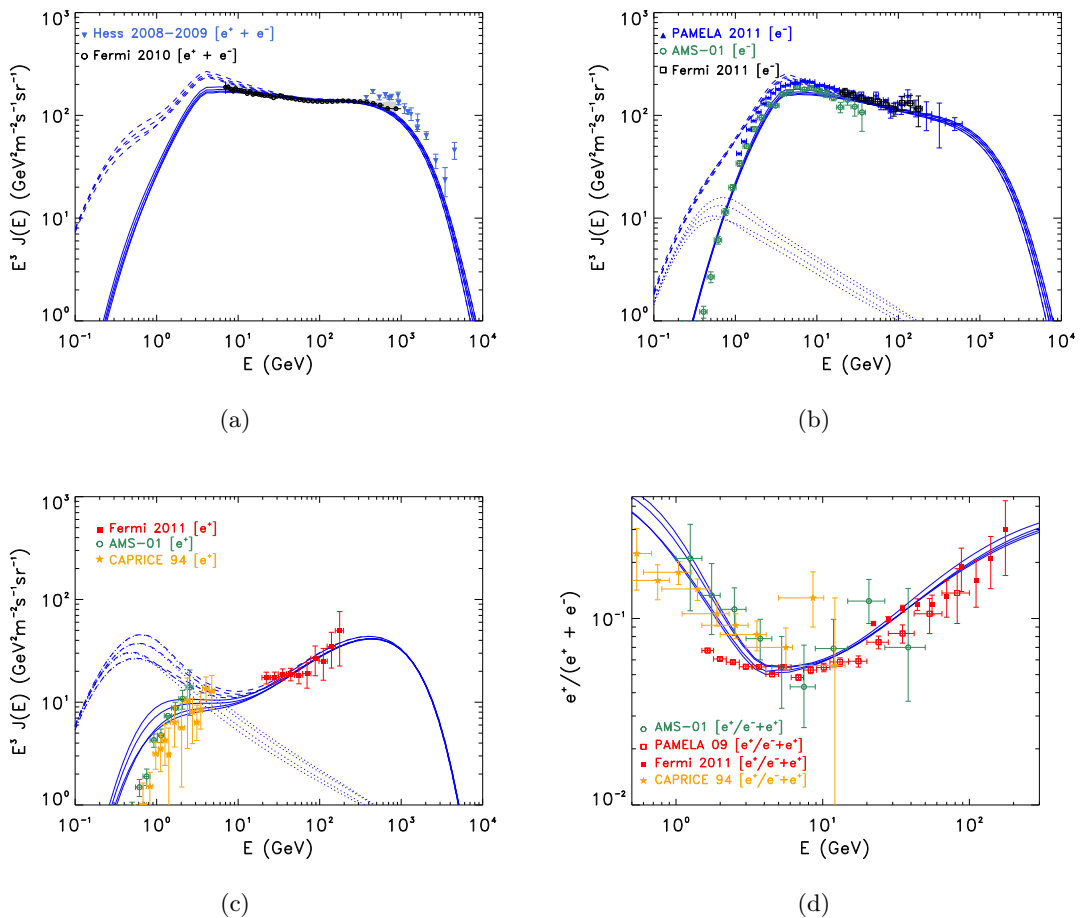 Hess 2008−2009 [e⁺ + e⁻]
Fermi 2010 [e⁺ + e⁻]
E³ J(E) (GeV²m⁻²s⁻¹sr⁻¹)
10³
10²
10¹
10⁰
10⁻¹ 10⁰ 10¹ 10² 10³ 10⁴
E (GeV)
(a)
PAMELA 2011 [e⁻]
AMS−01 [e⁻]
Fermi 2011 [e⁻]
E³ J(E) (GeV²m⁻²s⁻¹sr⁻¹)
10³
10²
10¹
10⁰
10⁻¹ 10⁰ 10¹ 10² 10³ 10⁴
E (GeV)
(b)
Fermi 2011 [e⁺]
AMS−01 [e⁺]
CAPRICE 94 [e⁺]
E³ J(E) (GeV²m⁻²s⁻¹sr⁻¹)
10³
10²
10¹
10⁰
10⁻¹ 10⁰ 10¹ 10² 10³ 10⁴
E (GeV)
(c)
e⁺/(e⁺ + e⁻)
10⁻¹
10⁻²
AMS−01 [e⁺/e⁻+e⁺]
PAMELA 09 [e⁺/e⁻+e⁺]
Fermi 2011 [e⁺/e⁻+e⁺]
CAPRICE 94 [e⁺/e⁻+e⁺]
10⁰ 10¹ 10²
E (GeV)
(d)